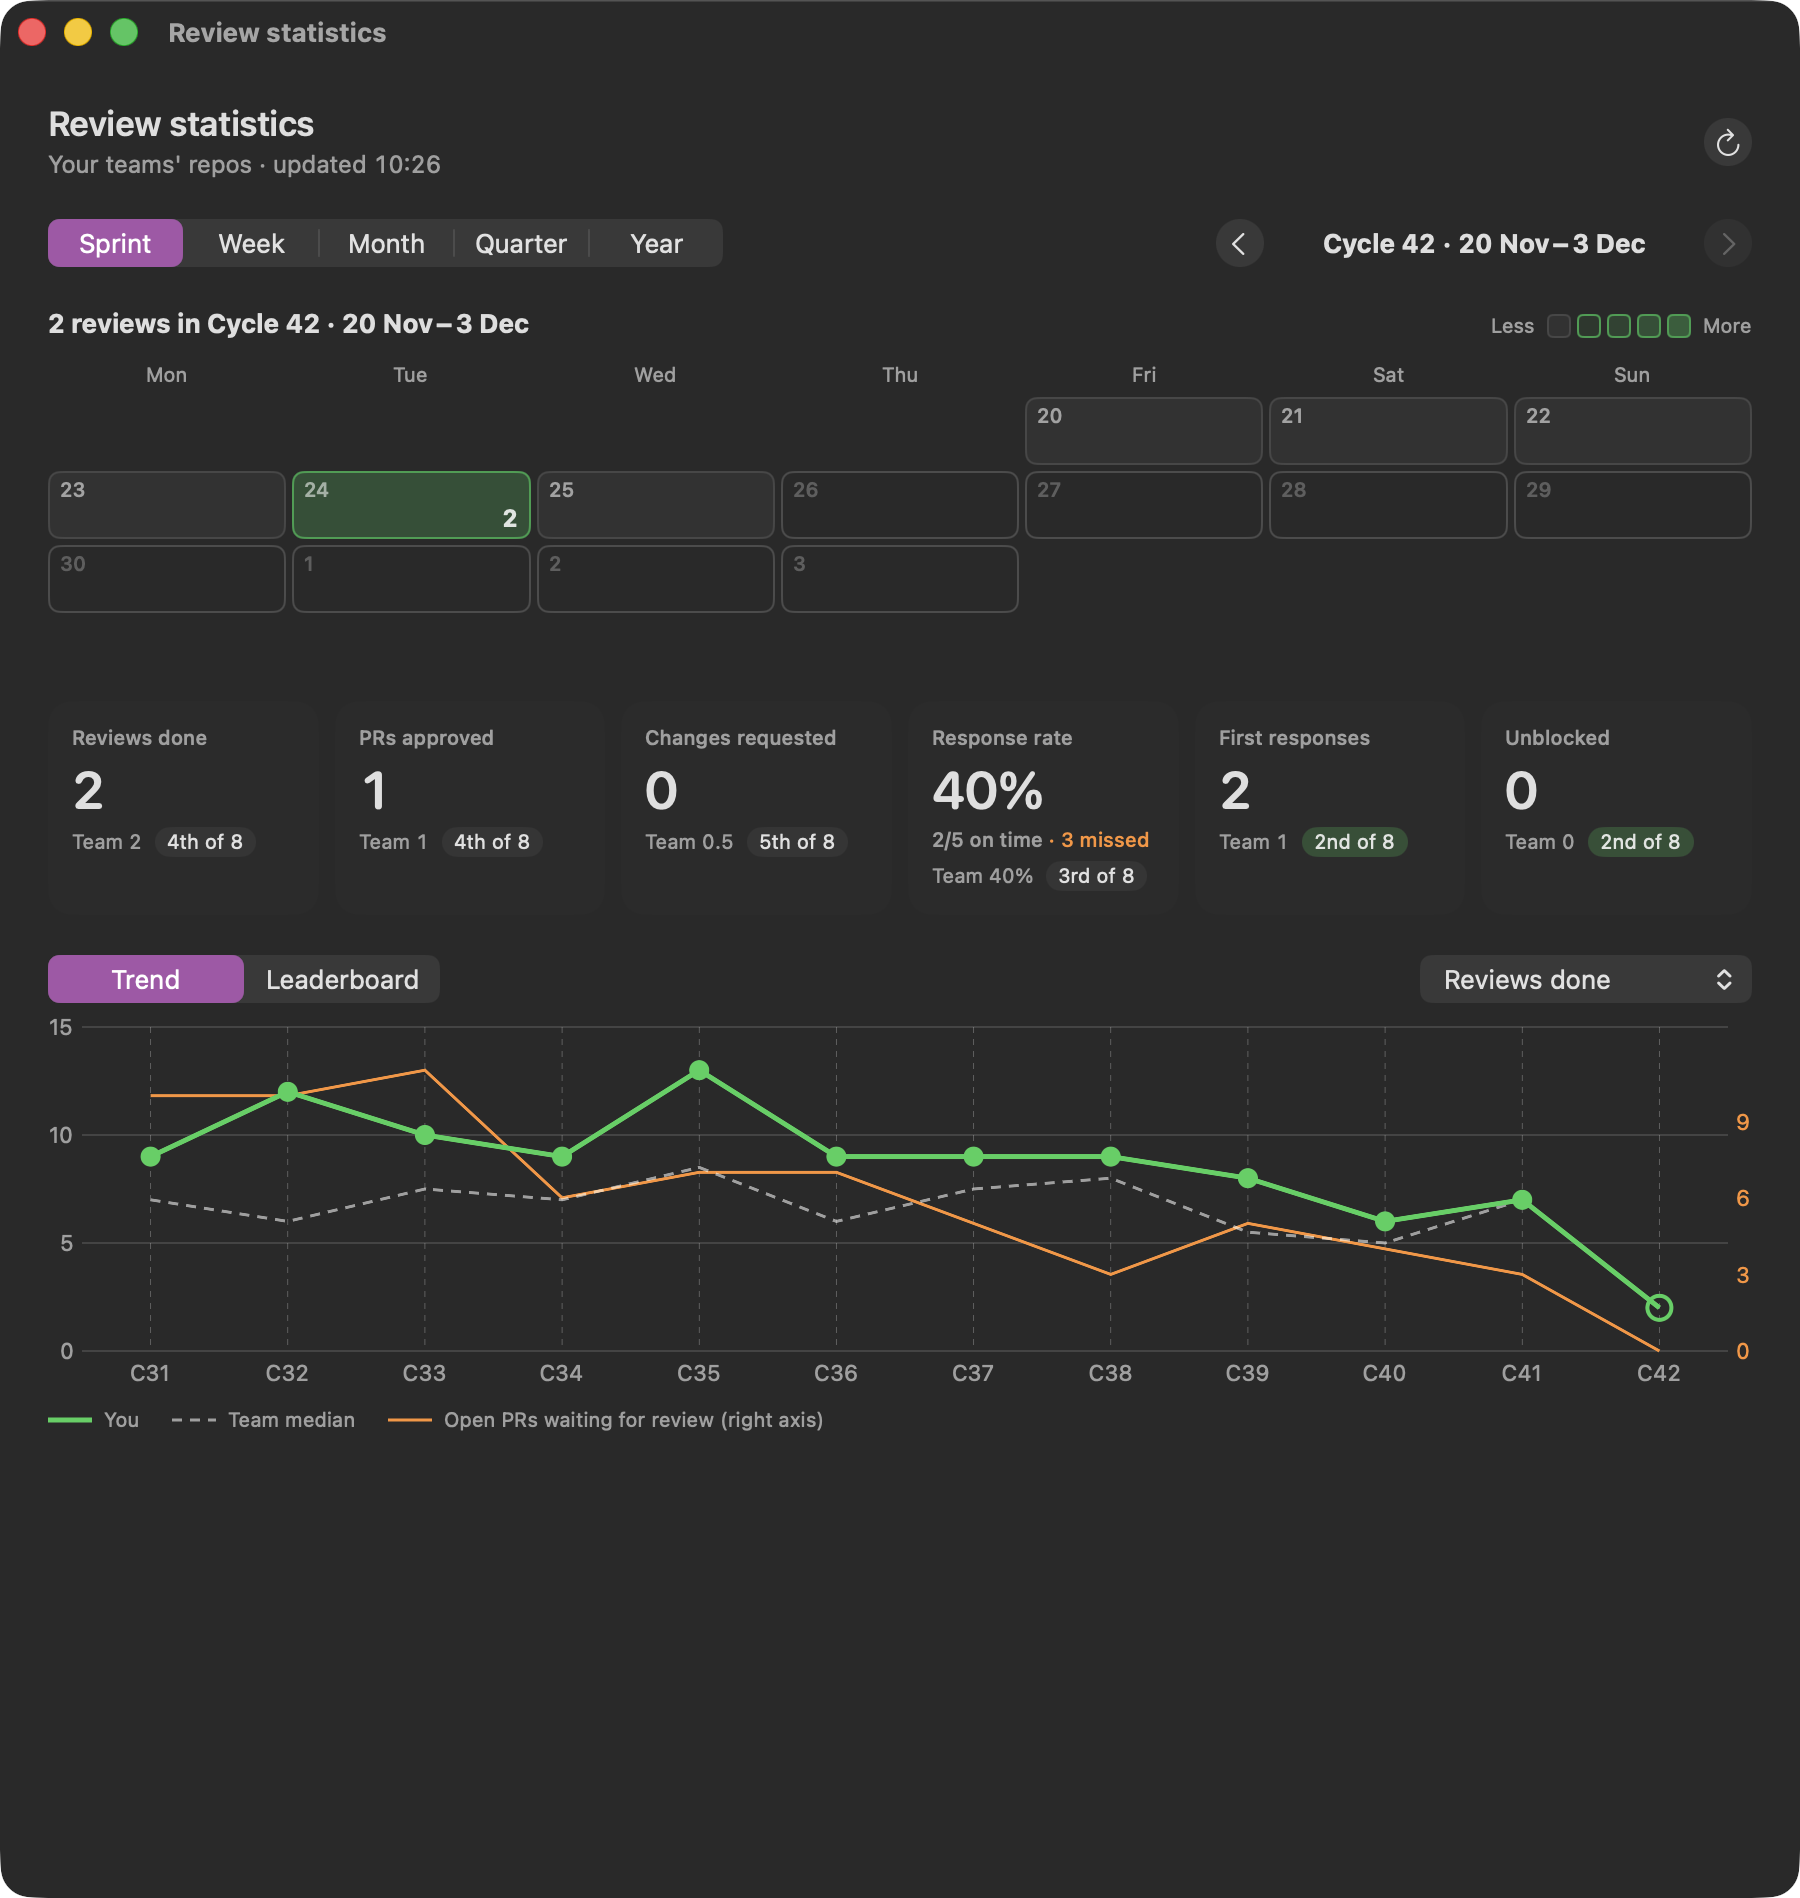 Review statistics
Review statistics
Your teams' repos · updated 10:26
Sprint Week Month Quarter Year
Cycle 42 · 20 Nov – 3 Dec
2 reviews in Cycle 42 · 20 Nov – 3 Dec
Less More
Mon Tue Wed Thu Fri Sat Sun
20 21 22
23 24 2 25 26 27 28 29
30 1 2 3
Reviews done
2
Team 2 4th of 8
PRs approved
1
Team 1 4th of 8
Changes requested
0
Team 0.5 5th of 8
Response rate
40%
2/5 on time · 3 missed
Team 40% 3rd of 8
First responses
2
Team 1 2nd of 8
Unblocked
0
Team 0 2nd of 8
Trend Leaderboard
Reviews done
15
10 9
6
5
3
0 0
C31 C32 C33 C34 C35 C36 C37 C38 C39 C40 C41 C42
You Team median Open PRs waiting for review (right axis)